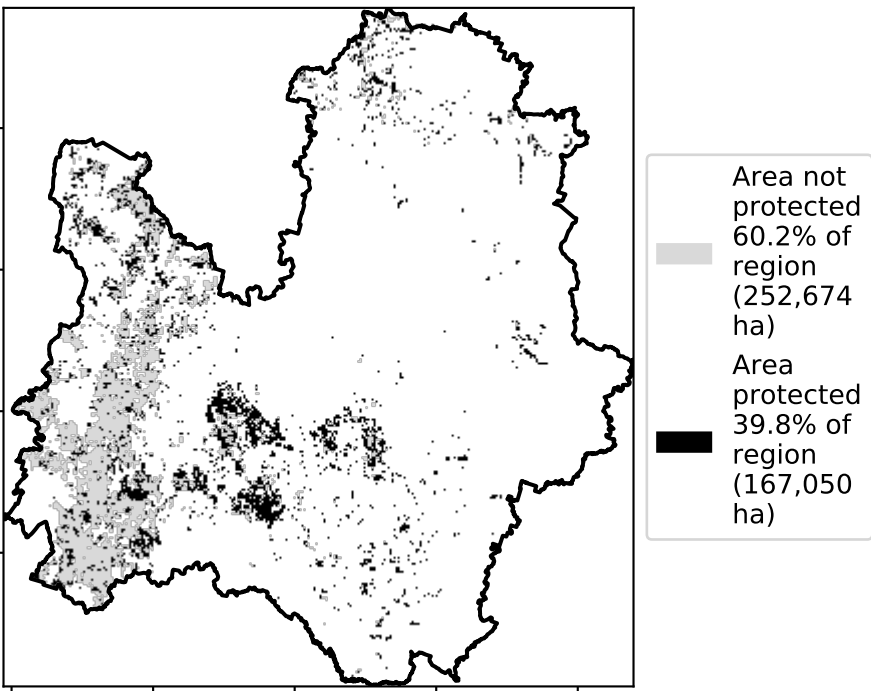 Area not
protected
60.2% of
region
(252,674
ha)
Area
protected
39.8% of
region
(167,050
ha)